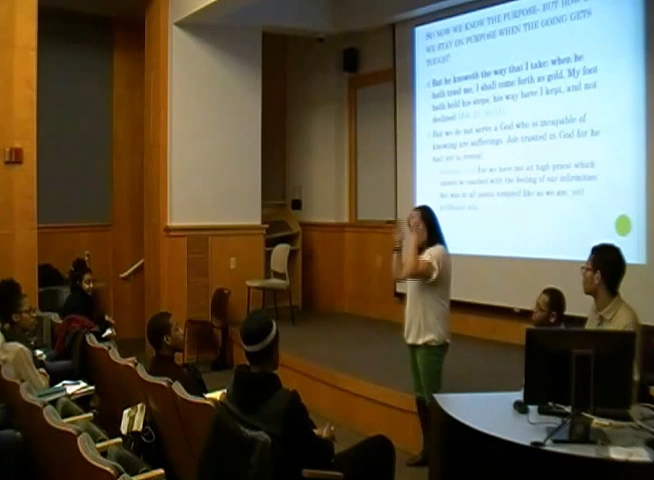 SO NOW WE KNOW THE PURPOSE- BUT HOW DO
WE STAY ON PURPOSE WHEN THE GOING GETS
TOUGH?
But he knoweth the way that I take: when he
hath tried me, I shall come forth as gold. My foot
hath held his steps, his way have I kept, and not
declined
But we do not serve a God who is incapable of
knowing are sufferings. Job trusted in God for he
had yet to
For we have not an high priest which
cannot be touched with the feeling of our infirmities;
but was in all points tempted like as we are, yet
without sin.